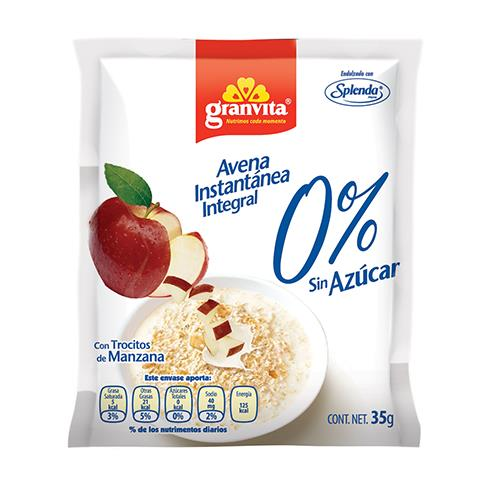 granvita®
Nutrimos cada momento
Endulzado con
Splenda®
Avena
Instantánea
Integral
0%
Sin Azúcar
Con Trocitos
de Manzana
Este envase aporta:
Grasa Saturada 5 kcal 3%
Otras Grasas 21 kcal 5%
Azúcares Totales 0 kcal 0%
Sodio 40 mg 2%
Energía 125 kcal
% de los nutrimentos diarios
CONT. NET. 35g